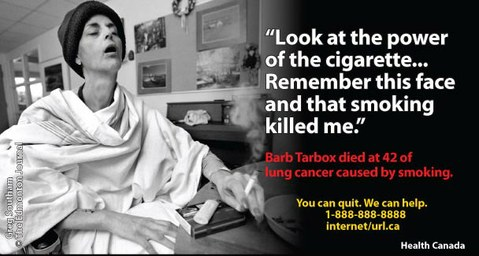 “Look at the power
of the cigarette...
Remember this face
and that smoking
killed me.”
Barb Tarbox died at 42 of
lung cancer caused by smoking.
You can quit. We can help.
1-888-888-8888
internet/url.ca
Health Canada
Greg Southam
© The Edmonton Journal